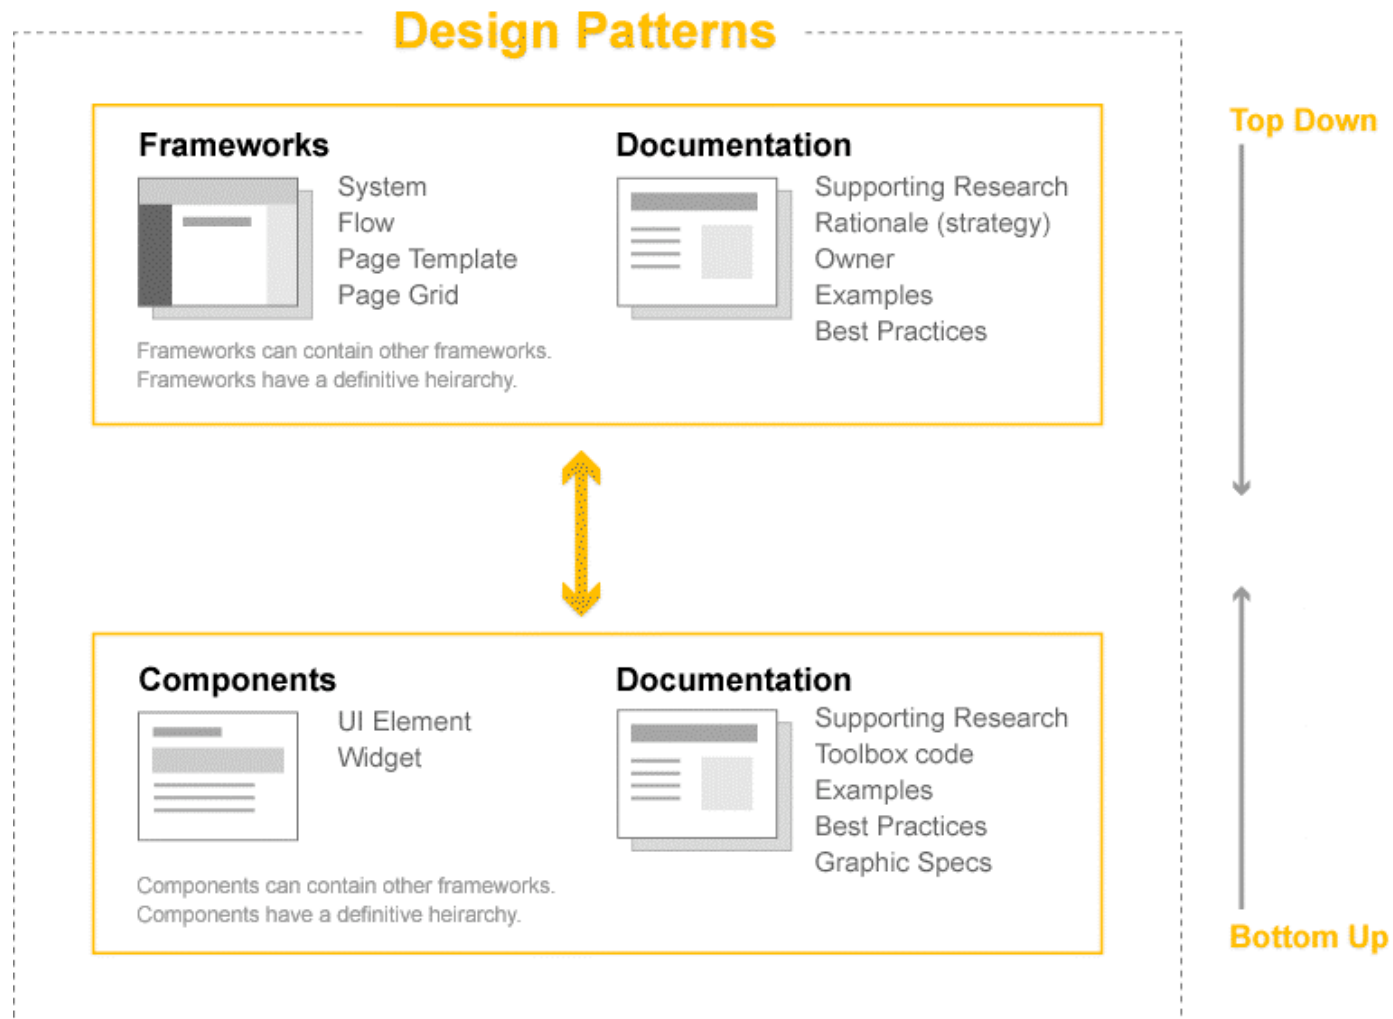 Design Patterns
Top Down
Frameworks
System
Flow
Page Template
Page Grid
Frameworks can contain other frameworks.
Frameworks have a definitive heirarchy.
Documentation
Supporting Research
Rationale (strategy)
Owner
Examples
Best Practices
Components
UI Element
Widget
Components can contain other frameworks.
Components have a definitive heirarchy.
Documentation
Supporting Research
Toolbox code
Examples
Best Practices
Graphic Specs
Bottom Up